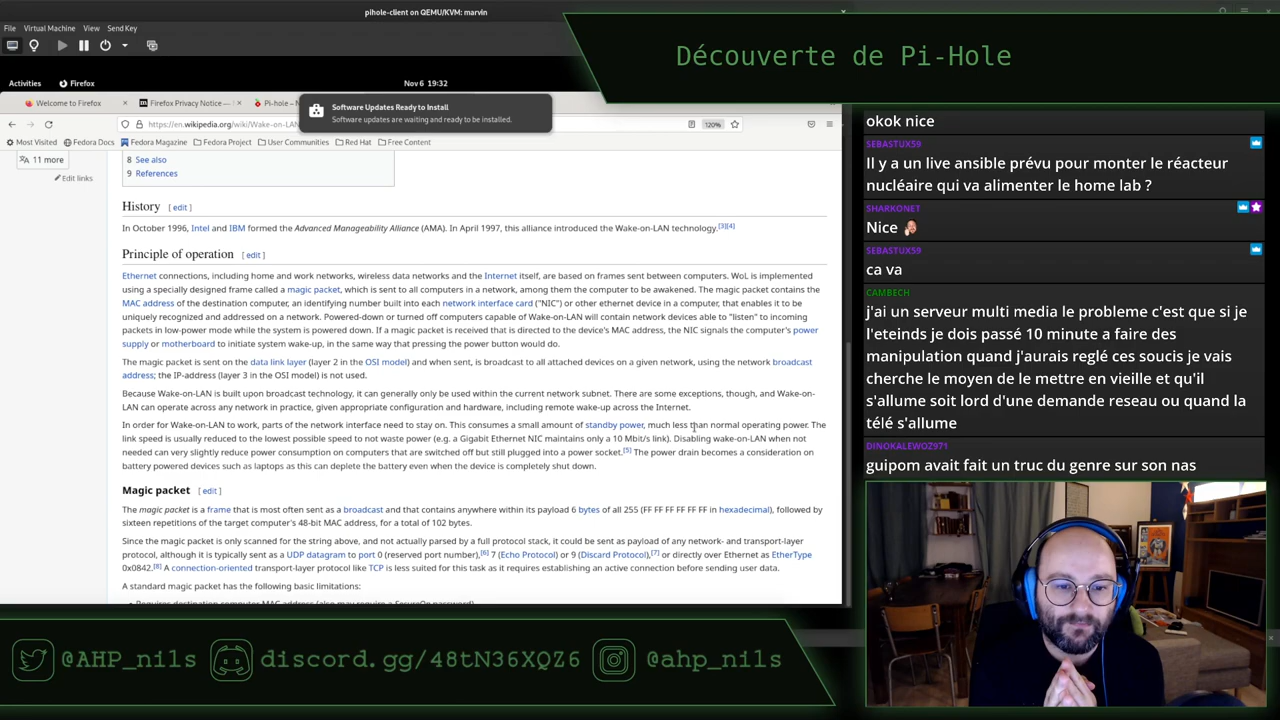 pihole-client on QEMU/KVM: marvin
File Virtual Machine View Send Key
Activities Firefox Nov 6 19:32
Welcome to Firefox × Firefox Privacy Notice — × Pi-hole – N
Software Updates Ready to Install
Software updates are waiting and ready to be installed.
https://en.wikipedia.org/wiki/Wake-on-LAN 120%
Most Visited Fedora Docs Fedora Magazine Fedora Project User Communities Red Hat Free Content
11 more
Edit links
8 See also
9 References
History [ edit ]
In October 1996, Intel and IBM formed the Advanced Manageability Alliance (AMA). In April 1997, this alliance introduced the Wake-on-LAN technology.[3][4]
Principle of operation [ edit ]
Ethernet connections, including home and work networks, wireless data networks and the Internet itself, are based on frames sent between computers. WoL is implemented
using a specially designed frame called a magic packet, which is sent to all computers in a network, among them the computer to be awakened. The magic packet contains the
MAC address of the destination computer, an identifying number built into each network interface card ("NIC") or other ethernet device in a computer, that enables it to be
uniquely recognized and addressed on a network. Powered-down or turned off computers capable of Wake-on-LAN will contain network devices able to "listen" to incoming
packets in low-power mode while the system is powered down. If a magic packet is received that is directed to the device's MAC address, the NIC signals the computer's power
supply or motherboard to initiate system wake-up, in the same way that pressing the power button would do.
The magic packet is sent on the data link layer (layer 2 in the OSI model) and when sent, is broadcast to all attached devices on a given network, using the network broadcast
address; the IP-address (layer 3 in the OSI model) is not used.
Because Wake-on-LAN is built upon broadcast technology, it can generally only be used within the current network subnet. There are some exceptions, though, and Wake-on-
LAN can operate across any network in practice, given appropriate configuration and hardware, including remote wake-up across the Internet.
In order for Wake-on-LAN to work, parts of the network interface need to stay on. This consumes a small amount of standby power, much less than normal operating power. The
link speed is usually reduced to the lowest possible speed to not waste power (e.g. a Gigabit Ethernet NIC maintains only a 10 Mbit/s link). Disabling wake-on-LAN when not
needed can very slightly reduce power consumption on computers that are switched off but still plugged into a power socket.[5] The power drain becomes a consideration on
battery powered devices such as laptops as this can deplete the battery even when the device is completely shut down.
Magic packet [ edit ]
The magic packet is a frame that is most often sent as a broadcast and that contains anywhere within its payload 6 bytes of all 255 (FF FF FF FF FF FF in hexadecimal), followed by
sixteen repetitions of the target computer's 48-bit MAC address, for a total of 102 bytes.
Since the magic packet is only scanned for the string above, and not actually parsed by a full protocol stack, it could be sent as payload of any network- and transport-layer
protocol, although it is typically sent as a UDP datagram to port 0 (reserved port number),[6] 7 (Echo Protocol) or 9 (Discard Protocol),[7] or directly over Ethernet as EtherType
0x0842.[8] A connection-oriented transport-layer protocol like TCP is less suited for this task as it requires establishing an active connection before sending user data.
A standard magic packet has the following basic limitations:
• Requires destination computer MAC address (also may require a SecureOn password)
Découverte de Pi-Hole
okok nice
SEBASTUX59
Il y a un live ansible prévu pour monter le réacteur
nucléaire qui va alimenter le home lab ?
SHARKONET
Nice
SEBASTUX59
ca va
CAMBECH
j'ai un serveur multi media le probleme c'est que si je
l'eteinds je dois passé 10 minute a faire des
manipulation quand j'aurais reglé ces soucis je vais
cherche le moyen de le mettre en vieille et qu'il
s'allume soit lord d'une demande reseau ou quand la
télé s'allume
DINOKALEWOZ971
guipom avait fait un truc du genre sur son nas
@AHP_nils discord.gg/48tN36XQZ6 @ahp_nils